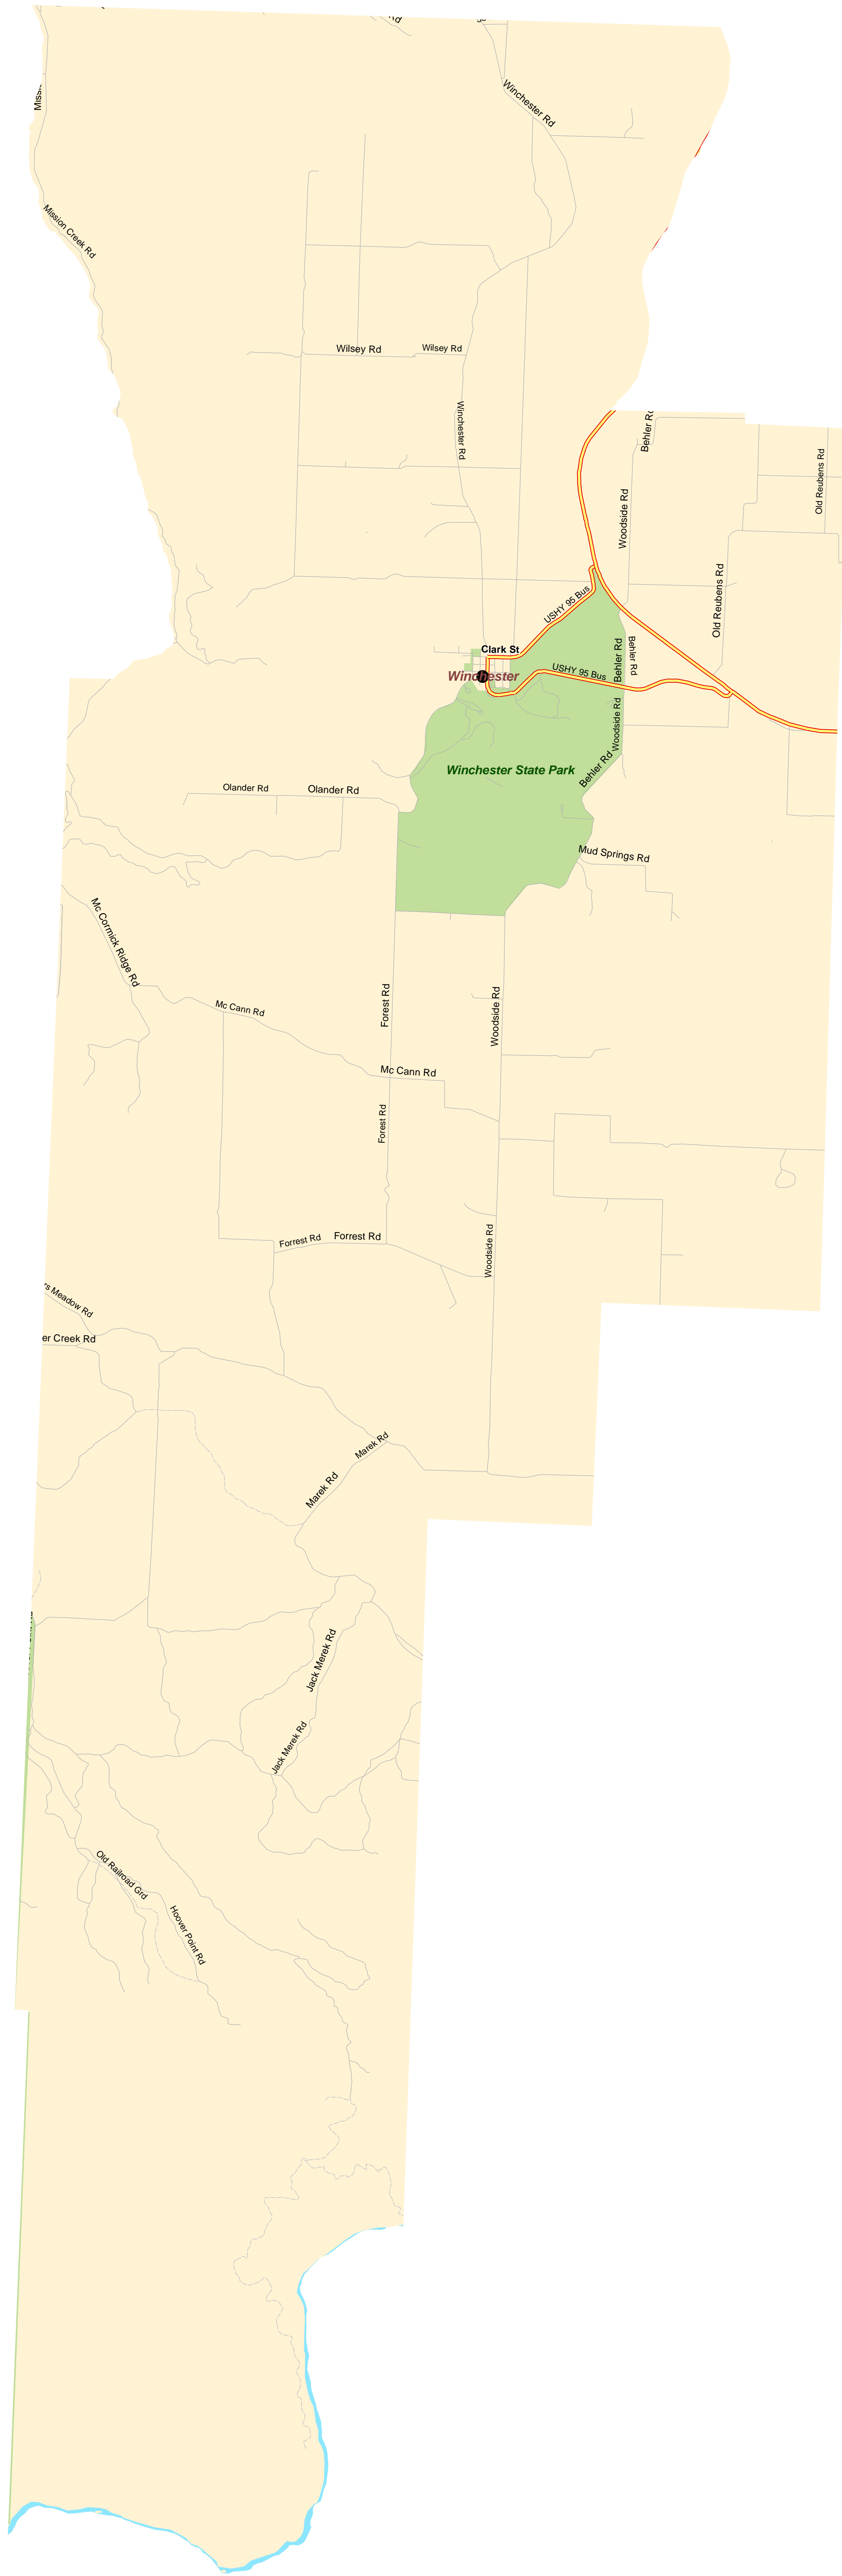 Rd
Winchester Rd
Mission Creek Rd
Wilsey Rd
Wilsey Rd
Winchester Rd
Behler Rd
Woodside Rd
Old Reubens Rd
Old Reubens Rd
USHY 95 Bus
Clark St
Behler Rd
Behler Rd
Winchester
USHY 95 Bus
Woodside Rd
Winchester State Park
Behler Rd
Olander Rd
Olander Rd
Mud Springs Rd
Mc Cormick Ridge Rd
Mc Cann Rd
Forest Rd
Woodside Rd
Mc Cann Rd
Forest Rd
Forrest Rd
Forrest Rd
Woodside Rd
rs Meadow Rd
er Creek Rd
Marek Rd
Marek Rd
Jack Merek Rd
Jack Merek Rd
Old Railroad Grd
Hoover Point Rd